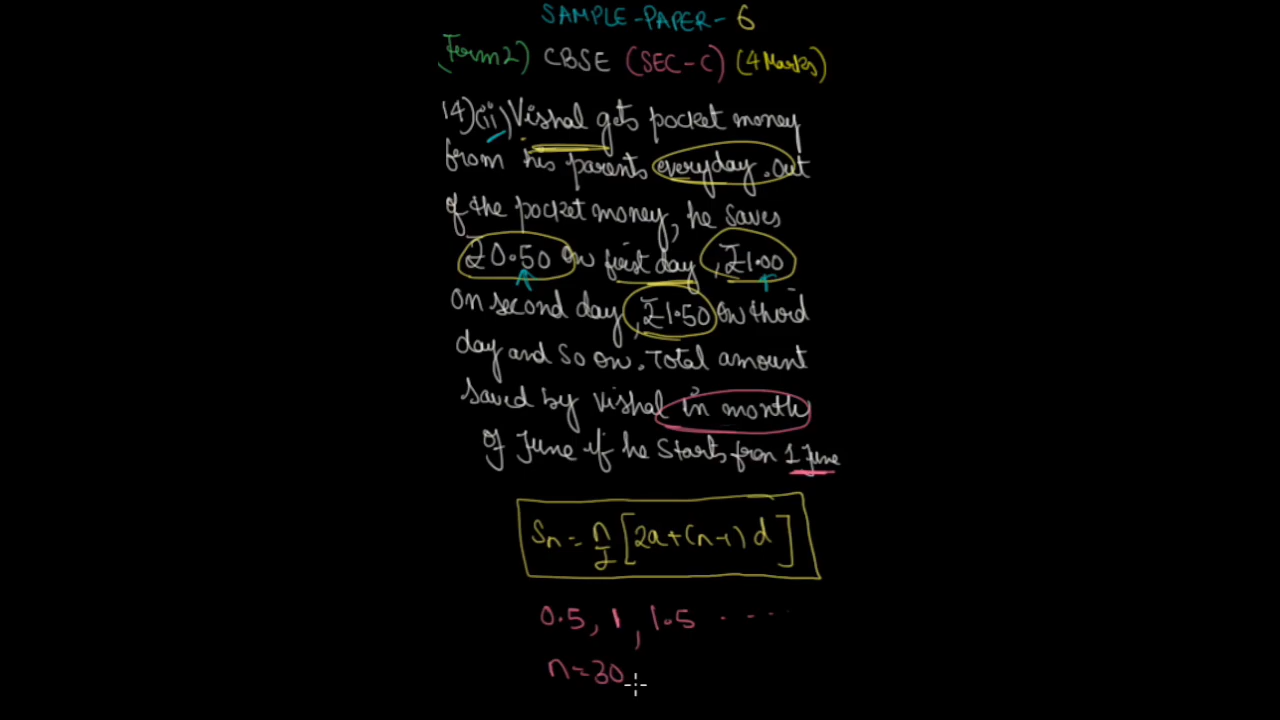 SAMPLE-PAPER-6
(Term2) CBSE (SEC-C) (4 Marks)
14)(ii) Vishal gets pocket money
from his parents everyday. Out
of the pocket money, he saves
₹0.50 on first day, ₹1.00
on second day, ₹1.50 on third
day and so on. Total amount
saved by Vishal in month
of June if he starts from 1 June
Sn = n/2 [2a+(n-1)d]
0.5, 1, 1.5 ......
n=30